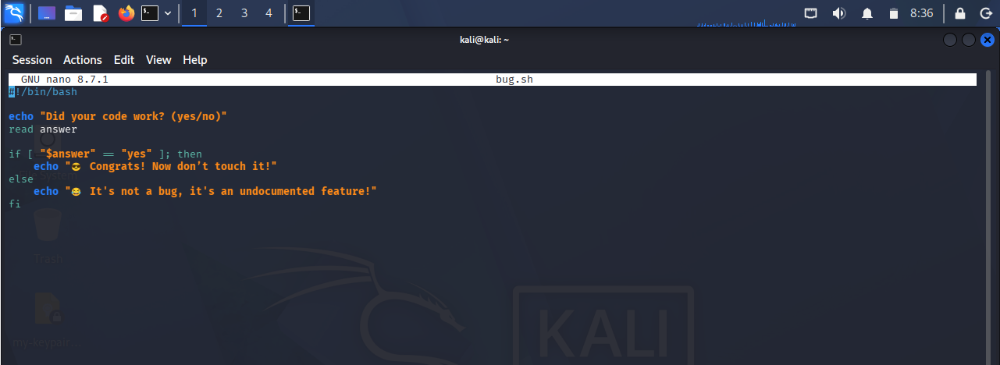 1 2 3 4 8:36
kali@kali: ~
Session Actions Edit View Help
GNU nano 8.7.1 bug.sh
#!/bin/bash
echo "Did your code work? (yes/no)"
read answer
if [ "$answer" == "yes" ]; then
echo "😎 Congrats! Now don’t touch it!"
else
echo "😂 It's not a bug, it's an undocumented feature!"
fi
Trash
my-keypair...
KALI